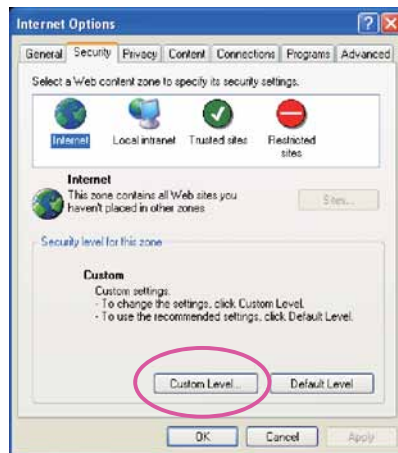 Internet Options
General Security Privacy Content Connections Programs Advanced
Select a Web content zone to specify its security settings.
Internet Local intranet Trusted sites Restricted sites
Internet
This zone contains all Web sites you
haven't placed in other zones
Sites...
Security level for this zone
Custom
Custom settings.
- To change the settings, click Custom Level.
- To use the recommended settings, click Default Level.
Custom Level... Default Level
OK Cancel Apply